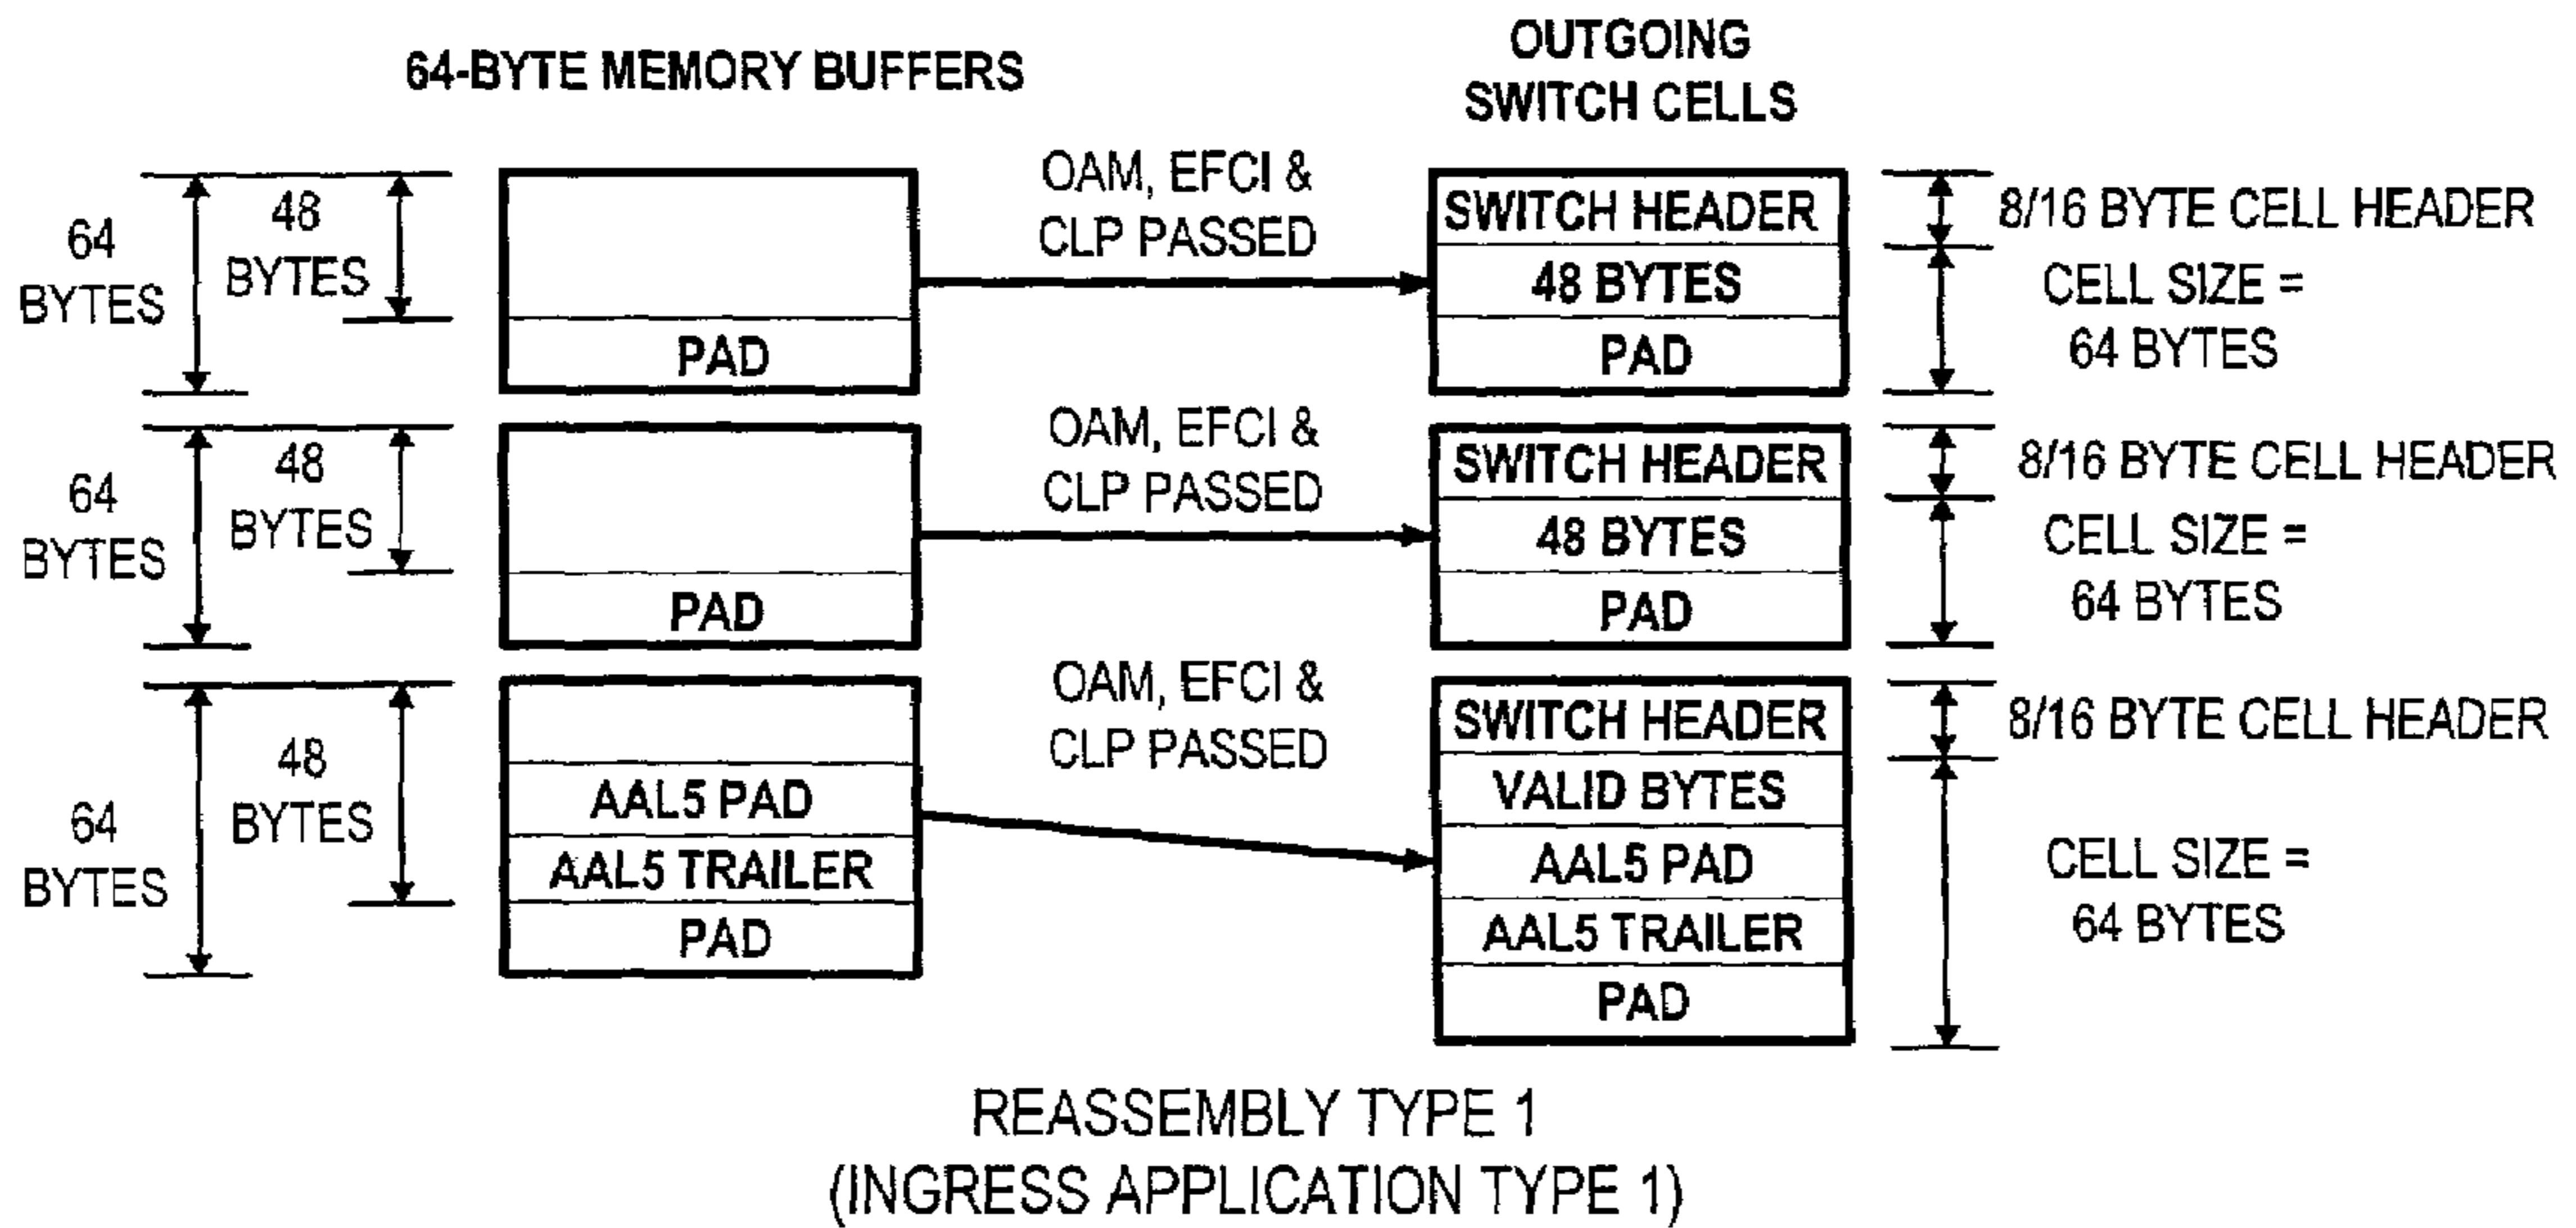 64-BYTE MEMORY BUFFERS
OUTGOING
SWITCH CELLS
64
BYTES
48
BYTES
PAD
OAM, EFCI &
CLP PASSED
SWITCH HEADER
48 BYTES
PAD
8/16 BYTE CELL HEADER
CELL SIZE =
64 BYTES
64
BYTES
48
BYTES
PAD
OAM, EFCI &
CLP PASSED
SWITCH HEADER
48 BYTES
PAD
8/16 BYTE CELL HEADER
CELL SIZE =
64 BYTES
64
BYTES
48
BYTES
AAL5 PAD
AAL5 TRAILER
PAD
OAM, EFCI &
CLP PASSED
SWITCH HEADER
VALID BYTES
AAL5 PAD
AAL5 TRAILER
PAD
8/16 BYTE CELL HEADER
CELL SIZE =
64 BYTES
REASSEMBLY TYPE 1
(INGRESS APPLICATION TYPE 1)